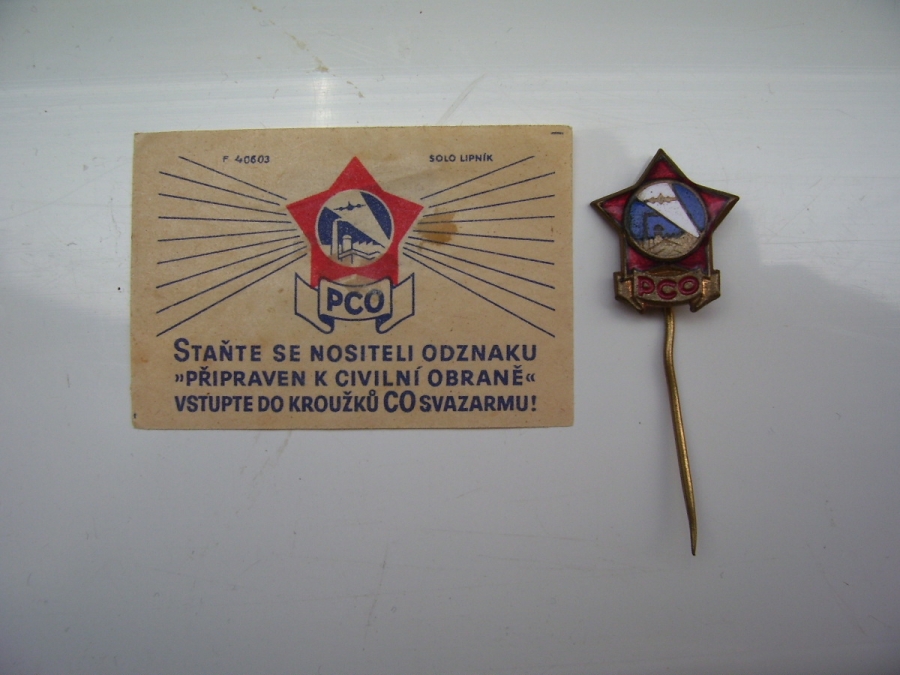 F 40603 SOLO LIPNÍK
PCO
STAŇTE SE NOSITELI ODZNAKU
»PŘIPRAVEN K CIVILNÍ OBRANĚ«
VSTUPTE DO KROUŽKŮ CO SVAZARMU!
PCO